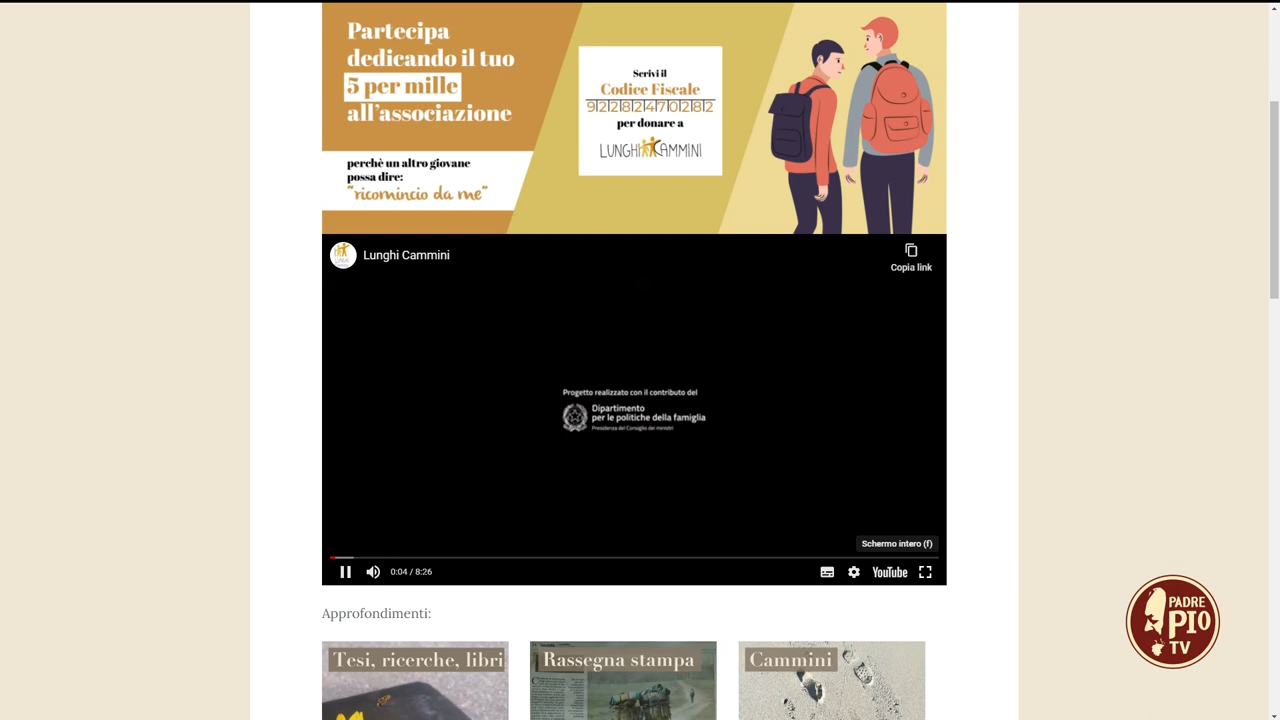 Partecipa
dedicando il tuo
5 per mille
all'associazione
perchè un altro giovane
possa dire:
"ricomincio da me"
Scrivi il
Codice Fiscale
92282470282
per donare a
LUNGHI CAMMINI
Lunghi Cammini
Copia link
Progetto realizzato con il contributo del
Dipartimento
per le politiche della famiglia
Presidenza del Consiglio dei ministri
Schermo intero (f)
0:04 / 8:26
YouTube
Approfondimenti:
Tesi, ricerche, libri
Rassegna stampa
Cammini
PADRE
PIO
TV